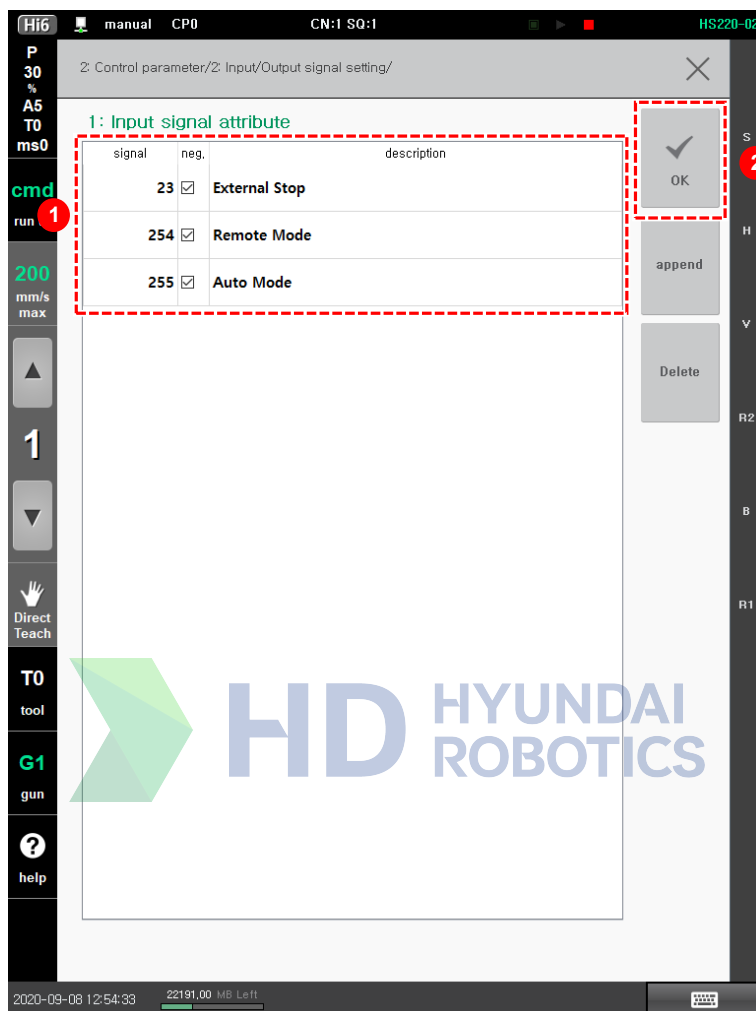 Hi6 manual CP0 CN:1 SQ:1 HS220-02
P
30
%
A5
T0
ms0
cmd
run
200
mm/s
max
1
Direct
Teach
T0
tool
G1
gun
?
help
2: Control parameter/2: Input/Output signal setting/
1: Input signal attribute
signal neg. description
23 External Stop
254 Remote Mode
255 Auto Mode
1
OK
2
append
Delete
S
H
V
R2
B
R1
HD HYUNDAI
ROBOTICS
2020-09-08 12:54:33 22191,00 MB Left